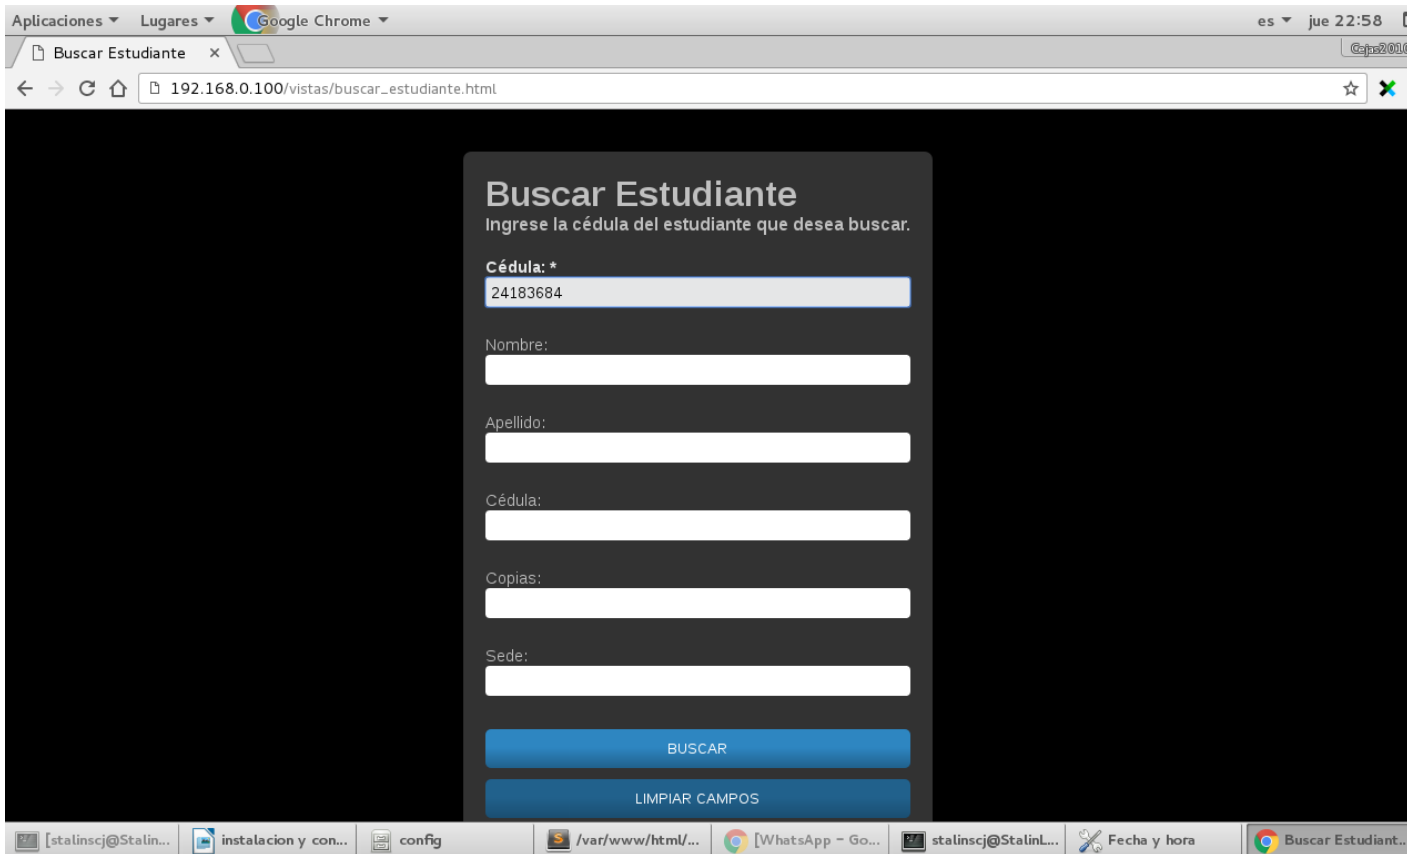 Aplicaciones Lugares Google Chrome es jue 22:58
Buscar Estudiante x
192.168.0.100/vistas/buscar_estudiante.html
Buscar Estudiante
Ingrese la cédula del estudiante que desea buscar.
Cédula: *
24183684
Nombre:
Apellido:
Cédula:
Copias:
Sede:
BUSCAR
LIMPIAR CAMPOS
[stalinscj@Stalin... instalacion y con... config /var/www/html/... [WhatsApp - Go... stalinscj@StalinL... Fecha y hora Buscar Estudiant...